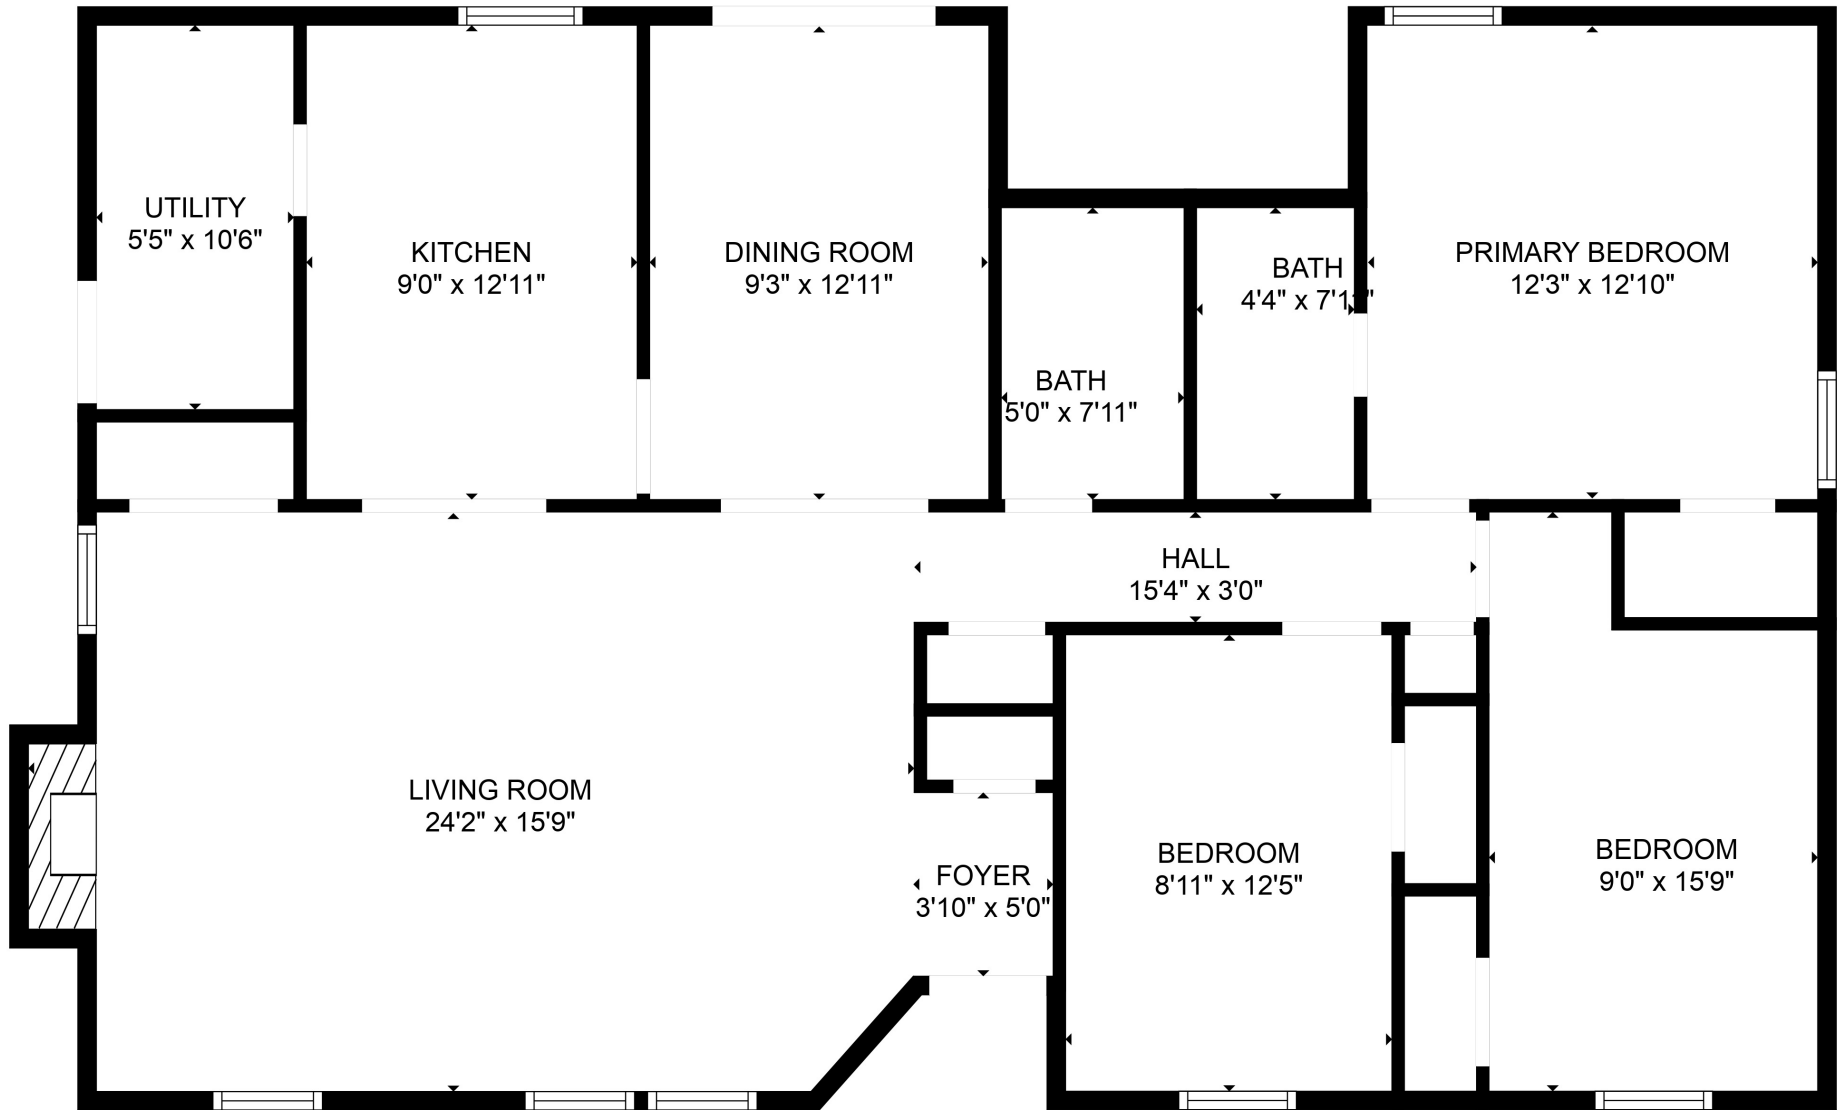 UTILITY
5'5" x 10'6"
KITCHEN
9'0" x 12'11"
DINING ROOM
9'3" x 12'11"
BATH
5'0" x 7'11"
BATH
4'4" x
PRIMARY BEDROOM
12'3" x 12'10"
HALL
15'4" x 3'0"
LIVING ROOM
24'2" x 15'9"
FOYER
3'10" x 5'0"
BEDROOM
8'11" x 12'5"
BEDROOM
9'0" x 15'9"